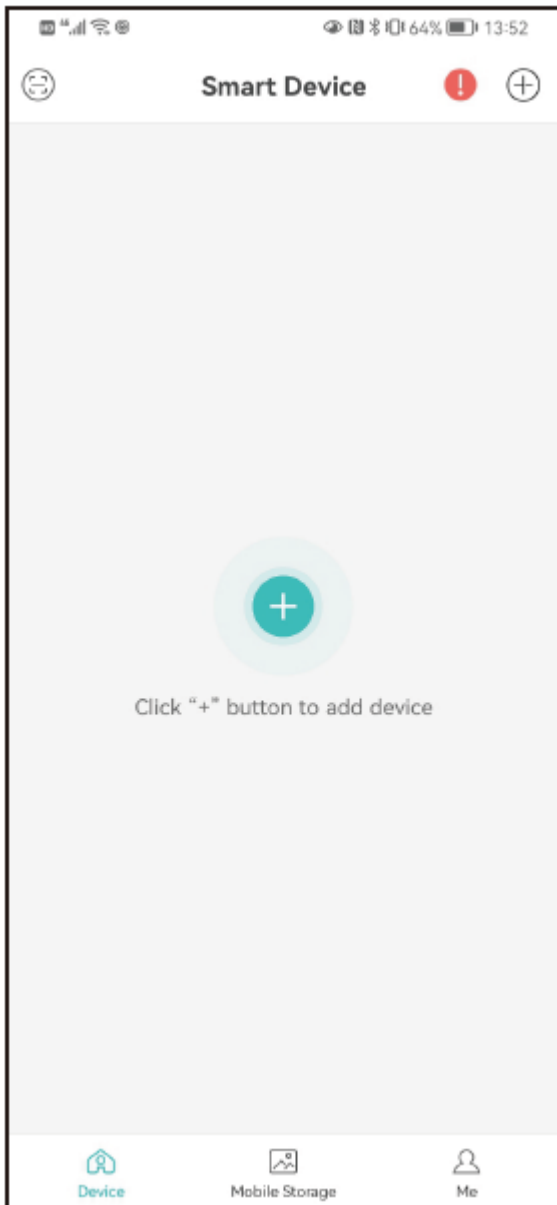 64% 13:52
Smart Device
Click “+” button to add device
Device
Mobile Storage
Me